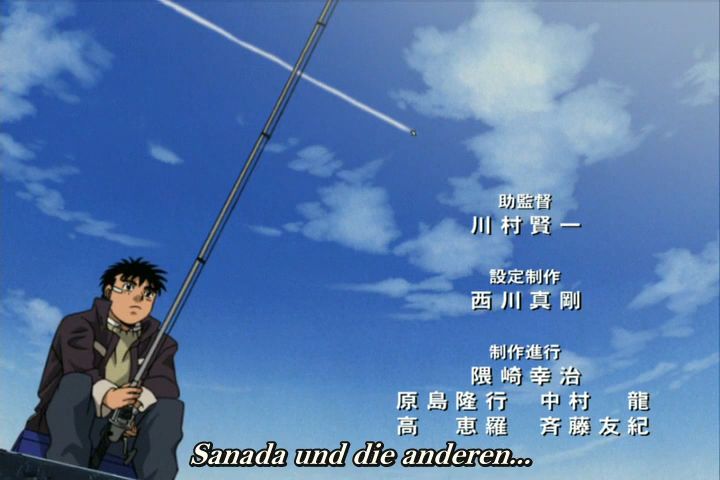 助監督
川村賢一
設定制作
西川真剛
制作進行
隈崎幸治
原島隆行　中村　龍
高　恵羅　斉藤友紀
Sanada und die anderen...